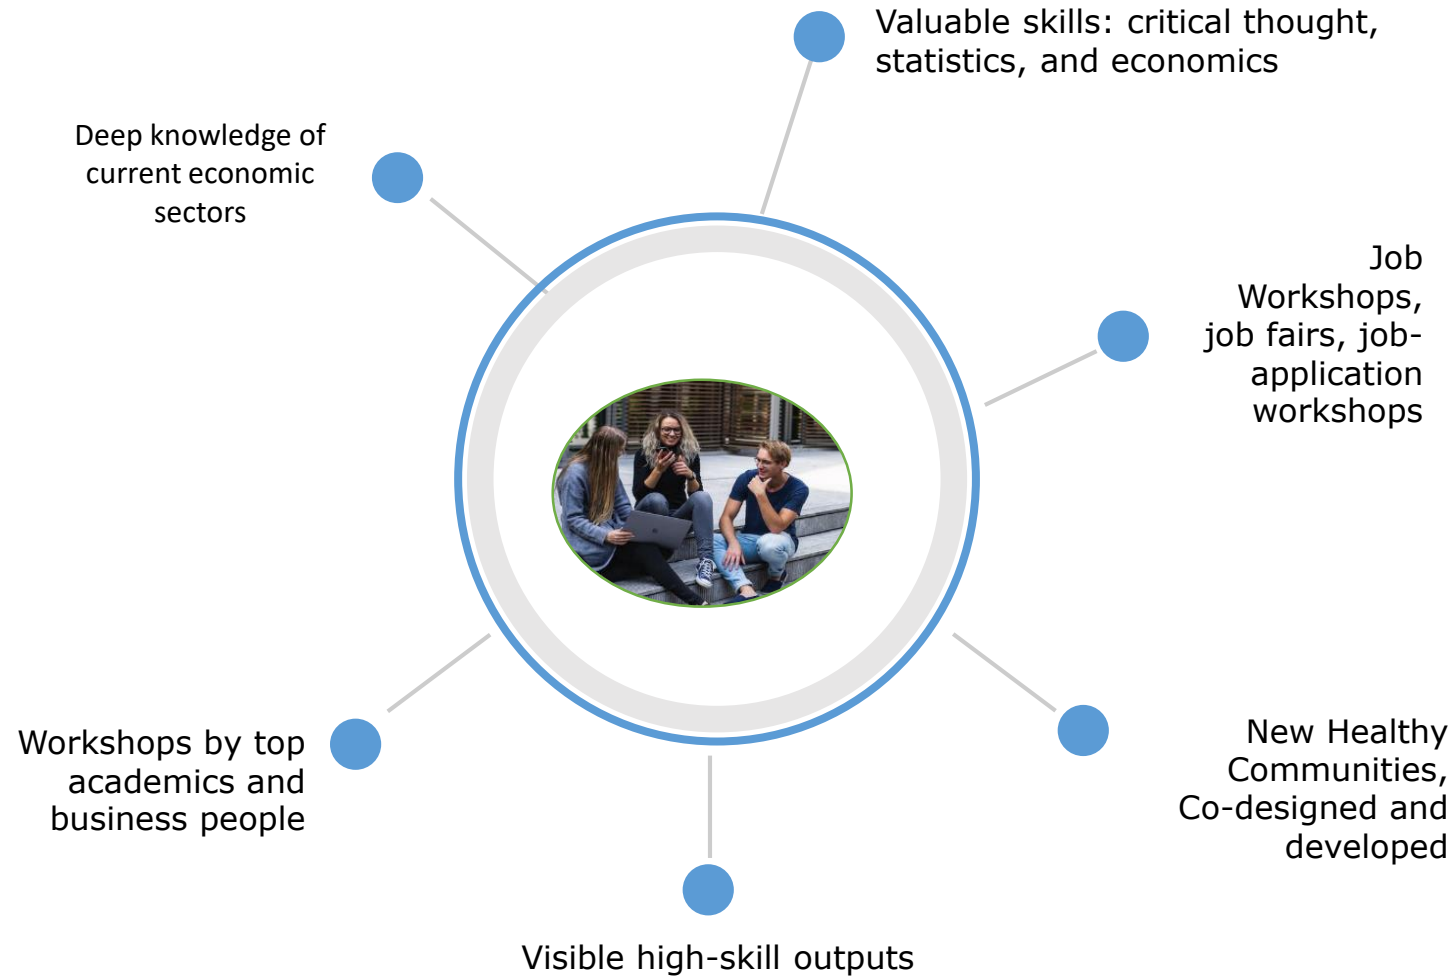 Valuable skills: critical thought,
statistics, and economics
Deep knowledge of
current economic
sectors
Job
Workshops,
job fairs, job-
application
workshops
Workshops by top
academics and
business people
New Healthy
Communities,
Co-designed and
developed
Visible high-skill outputs